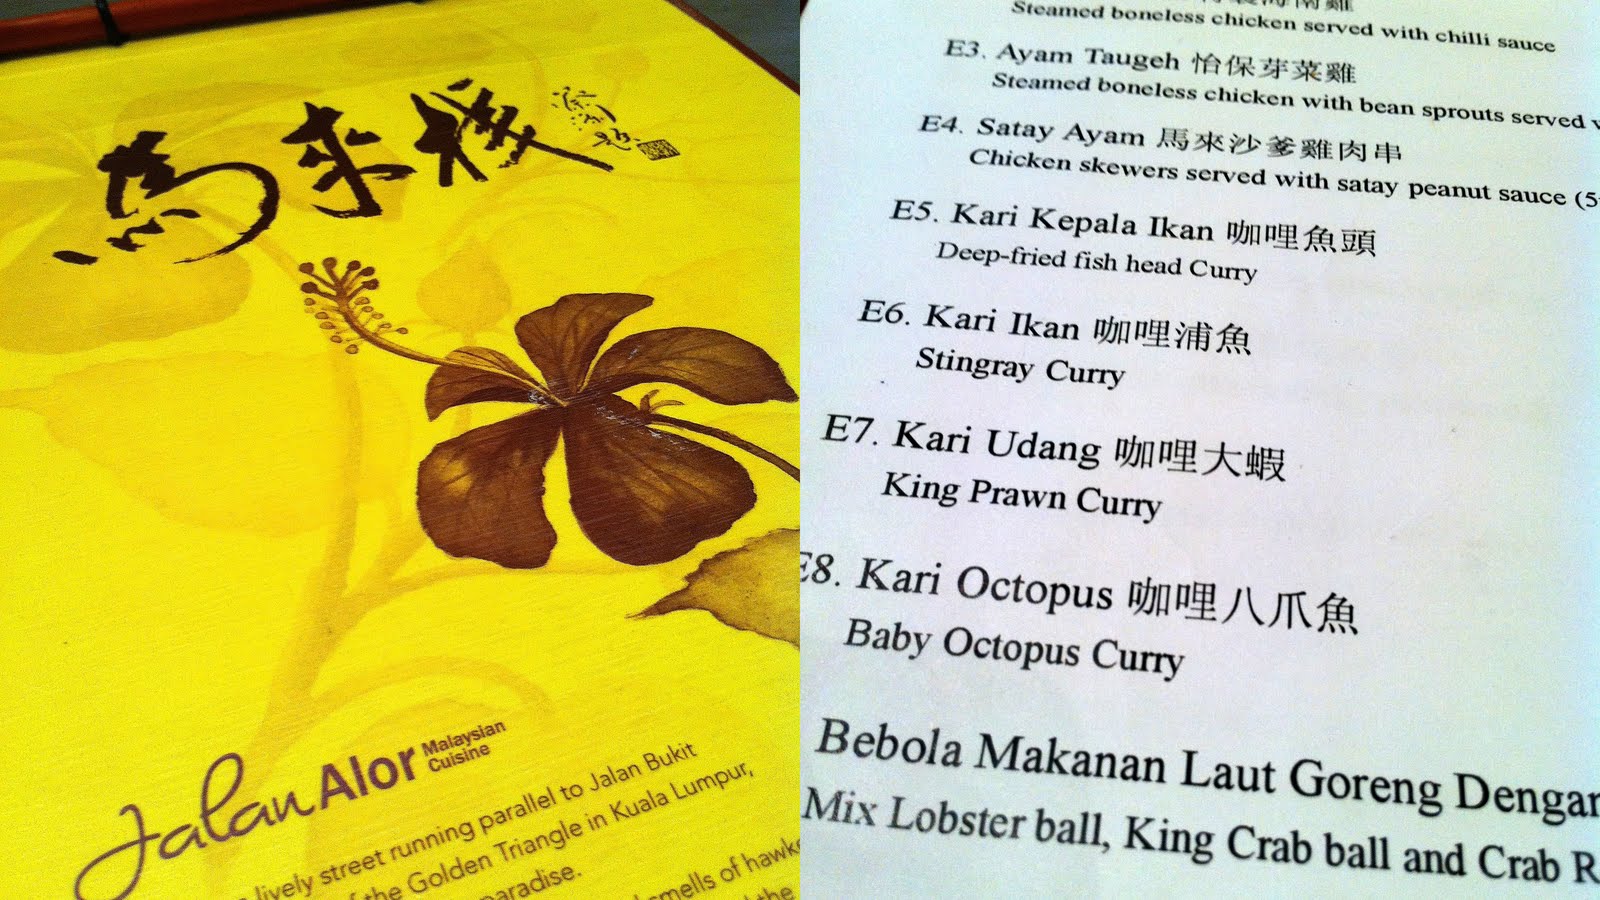 馬來棧
Jalan Alor Malaysian
Cuisine
lively street running parallel to Jalan Bukit
of the Golden Triangle in Kuala Lumpur,
paradise.
smells of
the
Steamed boneless chicken served with chilli sauce
E3. Ayam Taugeh 怡保芽菜雞
Steamed boneless chicken with bean sprouts served
E4. Satay Ayam 馬來沙爹雞肉串
Chicken skewers served with satay peanut sauce (5
E5. Kari Kepala Ikan 咖哩魚頭
Deep-fried fish head Curry
E6. Kari Ikan 咖哩浦魚
Stingray Curry
E7. Kari Udang 咖哩大蝦
King Prawn Curry
E8. Kari Octopus 咖哩八爪魚
Baby Octopus Curry
Bebola Makanan Laut Goreng Dengan
Mix Lobster ball, King Crab ball and Crab R